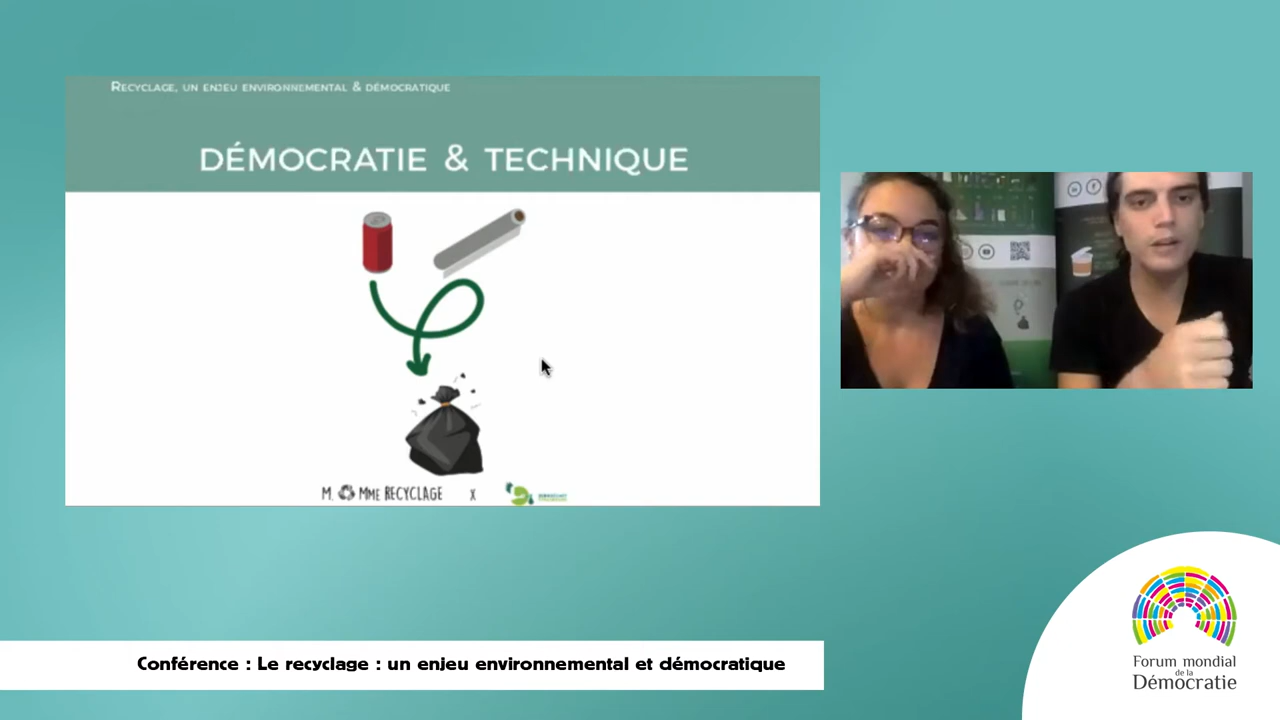 Recyclage, un enjeu environnemental & démocratique
DÉMOCRATIE & TECHNIQUE
M. Mme RECYCLAGE X
Conférence : Le recyclage : un enjeu environnemental et démocratique
Forum mondial
de la
Démocratie